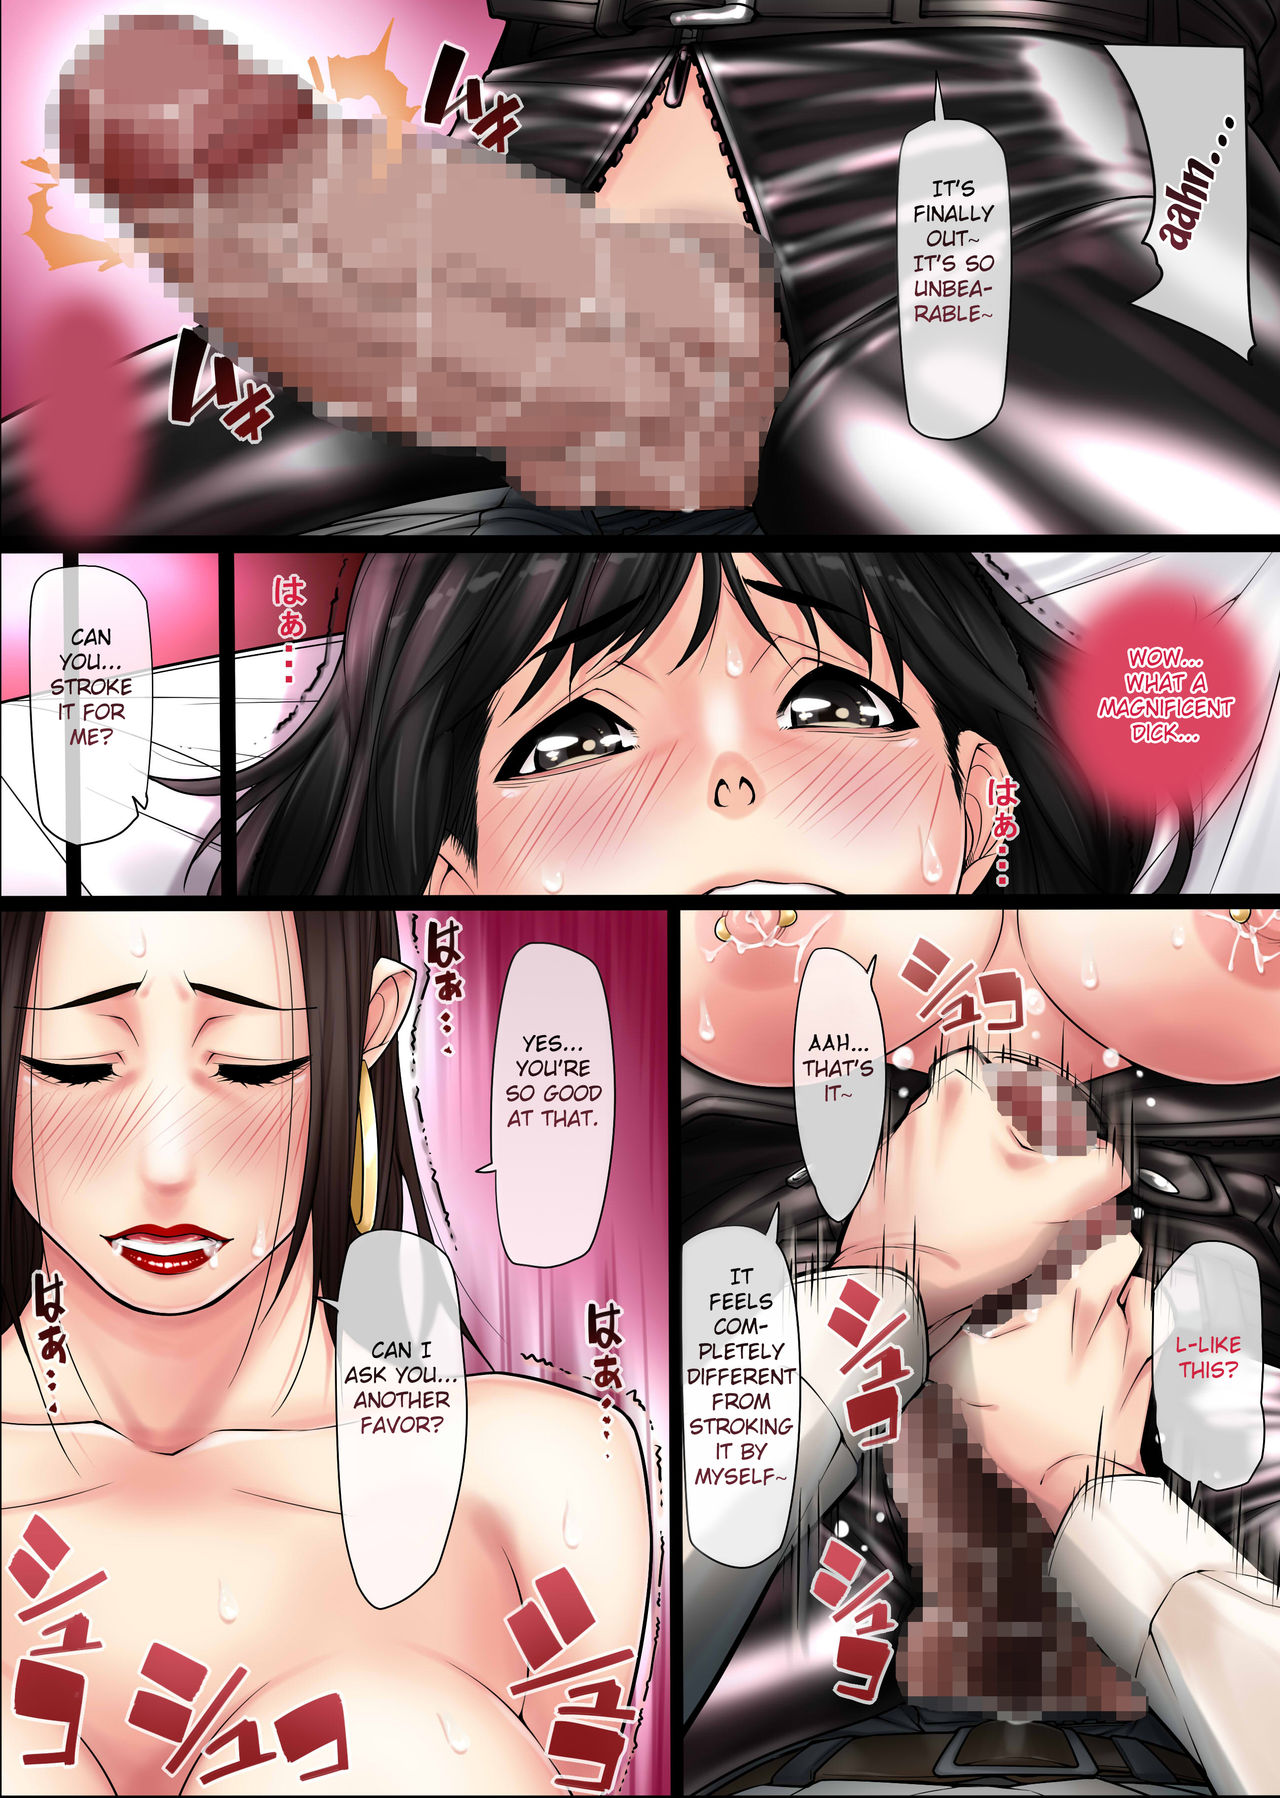 aahn...
IT'S
FINALLY
OUT~
IT'S SO
UNBEA-
RABLE~
ムキ
ムキ
WOW...
WHAT A
MAGNIFICENT
DICK...
はぁ…
はぁ…
CAN
YOU...
STROKE
IT FOR
ME?
AAH...
THAT'S
IT~
シュコ
L-LIKE
THIS?
IT
FEELS
COM-
PLETELY
DIFFERENT
FROM
STROKING
IT BY
MYSELF~
シュコ
シュコ
YES...
YOU'RE
SO GOOD
AT THAT.
はぁ…
はぁ…
はぁ…
CAN I
ASK YOU...
ANOTHER
FAVOR?
シュコ
シュコ